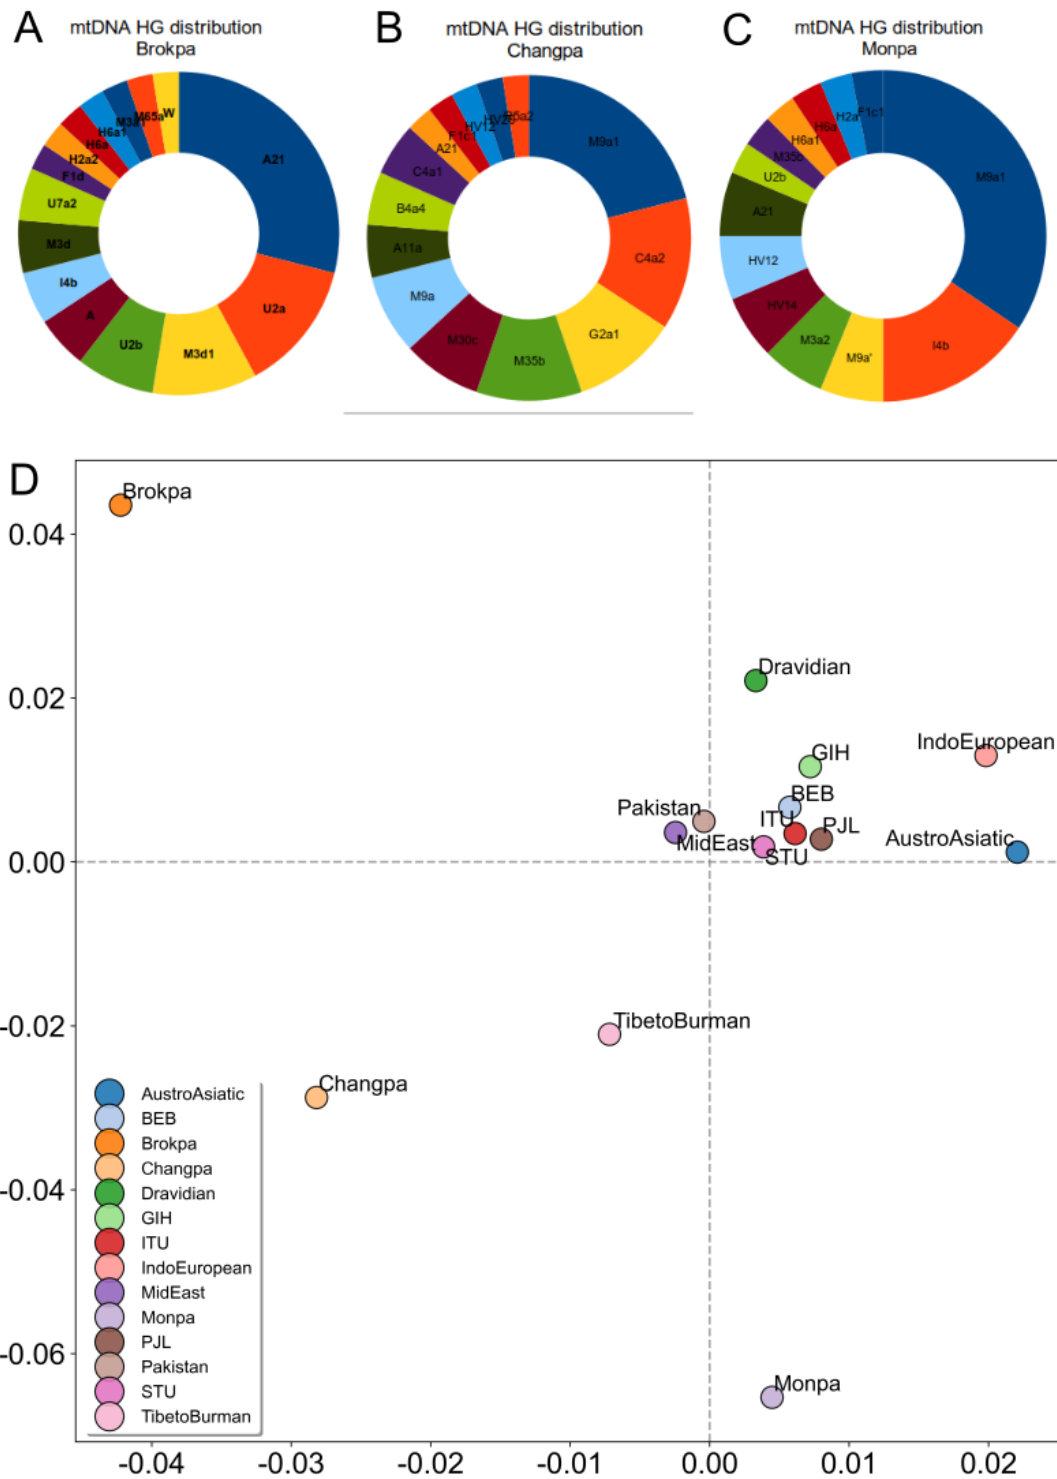 A
mtDNA HG distribution
Brokpa
A21
U2a
M3d1
U2b
A
I4b
M3d
U7a2
F1d
H2a2
H6a
H6a1
M65a
W
B
mtDNA HG distribution
Changpa
M9a1
C4a2
G2a1
M35b
M30c
M9a
A11a
B4a4
C4a1
A21
F1c1
HV12
C
mtDNA HG distribution
Monpa
M9a1
I4b
M9a'
M3a2
HV14
HV12
A21
U2b
M35b
H6a1
H6a
H2a
F1c1
D
0.04
0.02
0.00
-0.02
-0.04
-0.06
Brokpa
Dravidian
IndoEuropean
GIH
BEB
Pakistan
ITU
PJL
AustroAsiatic
MidEast
STU
TibetoBurman
Changpa
Monpa
AustroAsiatic
BEB
Brokpa
Changpa
Dravidian
GIH
ITU
IndoEuropean
MidEast
Monpa
PJL
Pakistan
STU
TibetoBurman
-0.04 -0.03 -0.02 -0.01 0.00 0.01 0.02